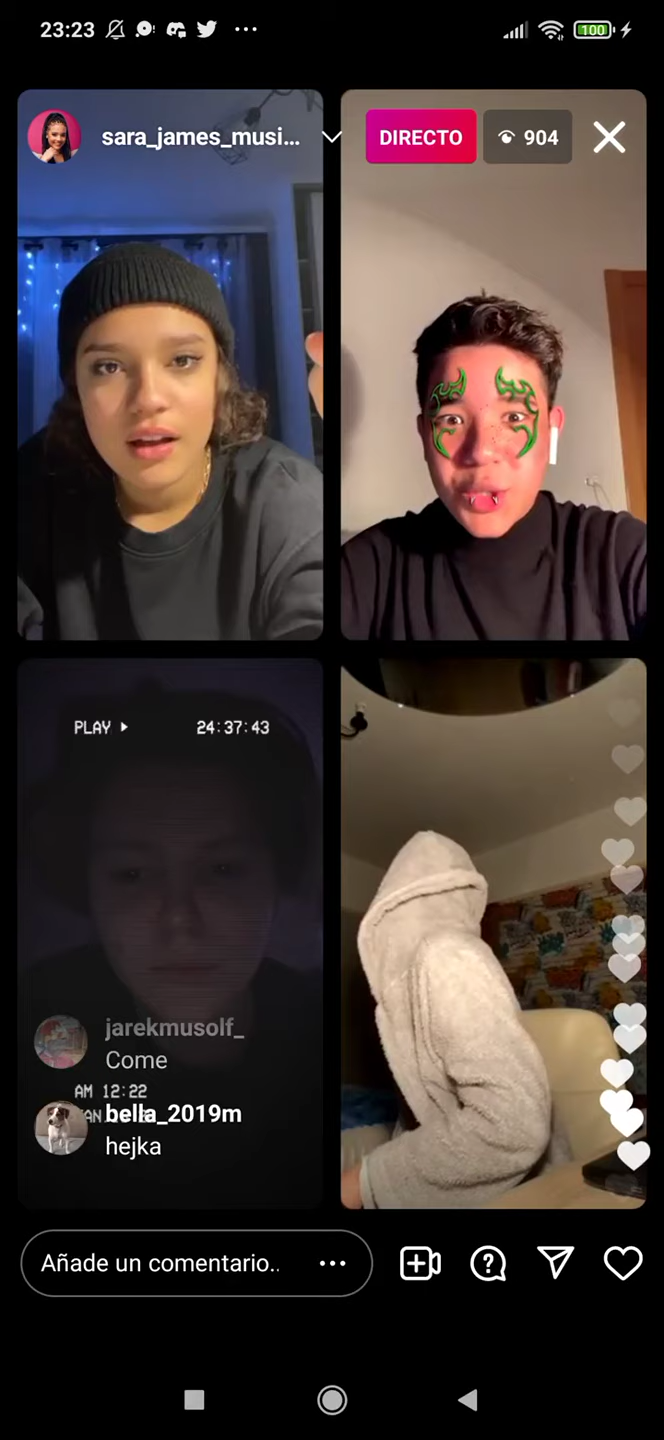 23:23
100
sara_james_musi...
DIRECTO
904
PLAY
24:37:43
jarekmusolf_
Come
AM 12:22
bella_2019m
hejka
Añade un comentario..